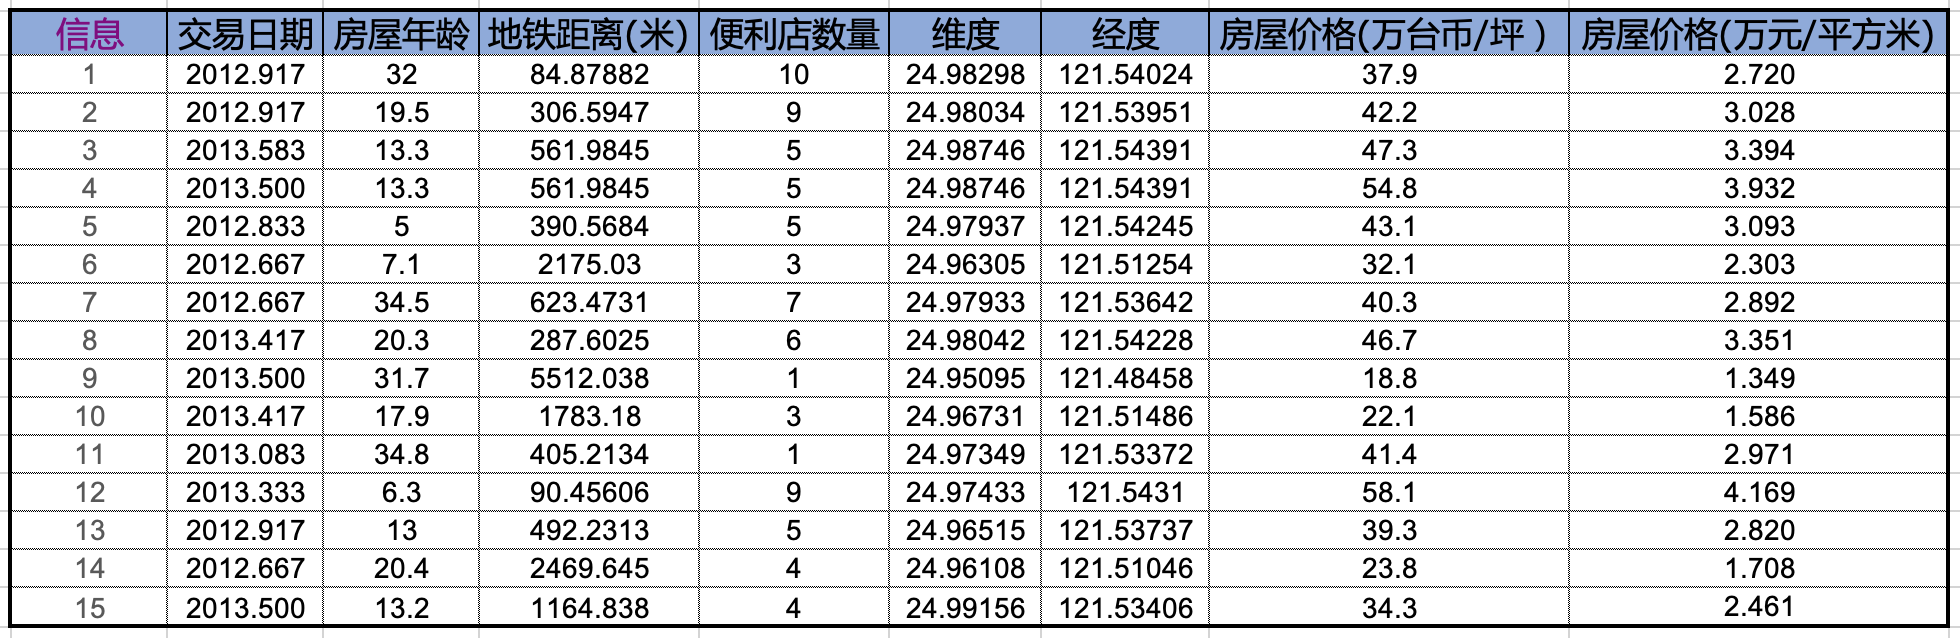 信息 交易日期 房屋年龄 地铁距离(米) 便利店数量 维度 经度 房屋价格(万台币/坪 ) 房屋价格(万元/平方米)
1 2012.917 32 84.87882 10 24.98298 121.54024 37.9 2.720
2 2012.917 19.5 306.5947 9 24.98034 121.53951 42.2 3.028
3 2013.583 13.3 561.9845 5 24.98746 121.54391 47.3 3.394
4 2013.500 13.3 561.9845 5 24.98746 121.54391 54.8 3.932
5 2012.833 5 390.5684 5 24.97937 121.54245 43.1 3.093
6 2012.667 7.1 2175.03 3 24.96305 121.51254 32.1 2.303
7 2012.667 34.5 623.4731 7 24.97933 121.53642 40.3 2.892
8 2013.417 20.3 287.6025 6 24.98042 121.54228 46.7 3.351
9 2013.500 31.7 5512.038 1 24.95095 121.48458 18.8 1.349
10 2013.417 17.9 1783.18 3 24.96731 121.51486 22.1 1.586
11 2013.083 34.8 405.2134 1 24.97349 121.53372 41.4 2.971
12 2013.333 6.3 90.45606 9 24.97433 121.5431 58.1 4.169
13 2012.917 13 492.2313 5 24.96515 121.53737 39.3 2.820
14 2012.667 20.4 2469.645 4 24.96108 121.51046 23.8 1.708
15 2013.500 13.2 1164.838 4 24.99156 121.53406 34.3 2.461